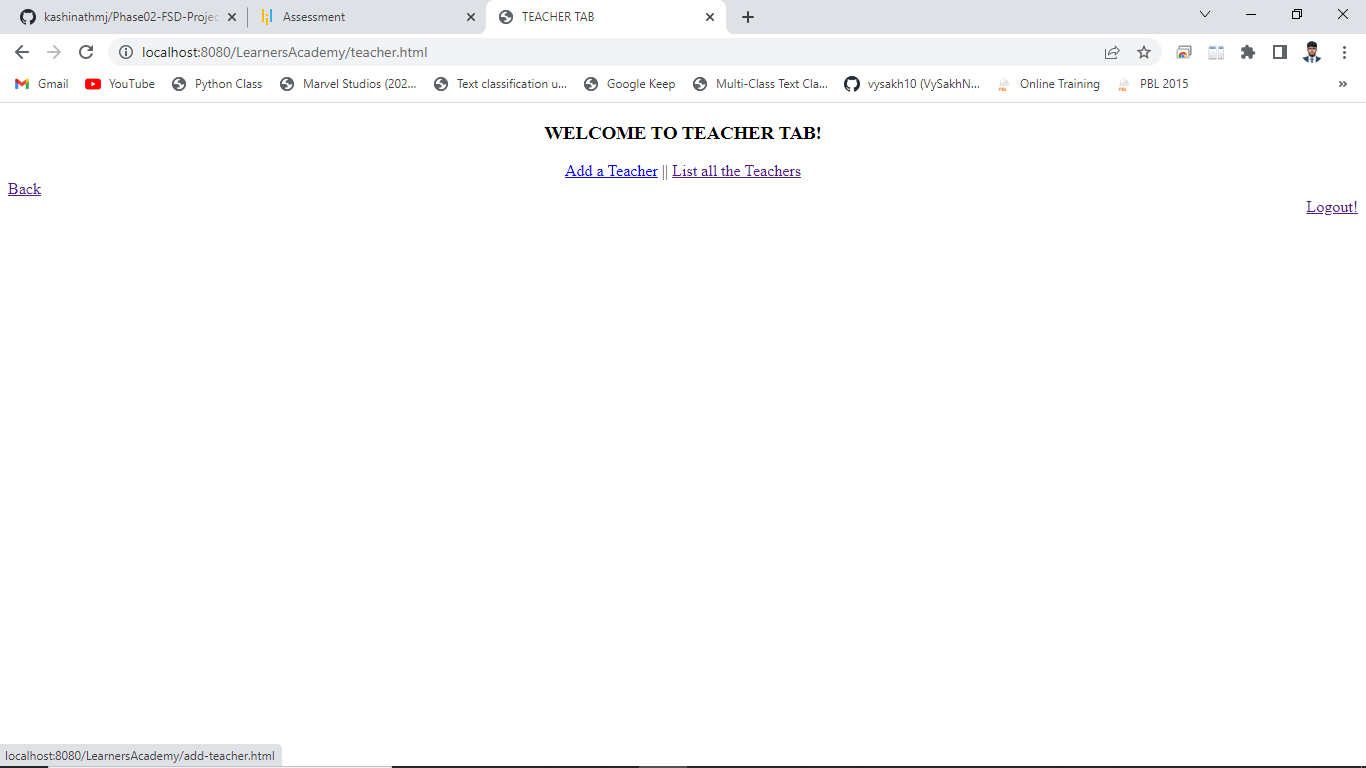 kashinathmj/Phase02-FSD-Projec
Assessment
TEACHER TAB
localhost:8080/LearnersAcademy/teacher.html
Gmail YouTube Python Class Marvel Studios (202... Text classification u... Google Keep Multi-Class Text Cla... vysakh10 (VySakhN... Online Training PBL 2015 »
WELCOME TO TEACHER TAB!
Add a Teacher || List all the Teachers
Back
Logout!
localhost:8080/LearnersAcademy/add-teacher.html